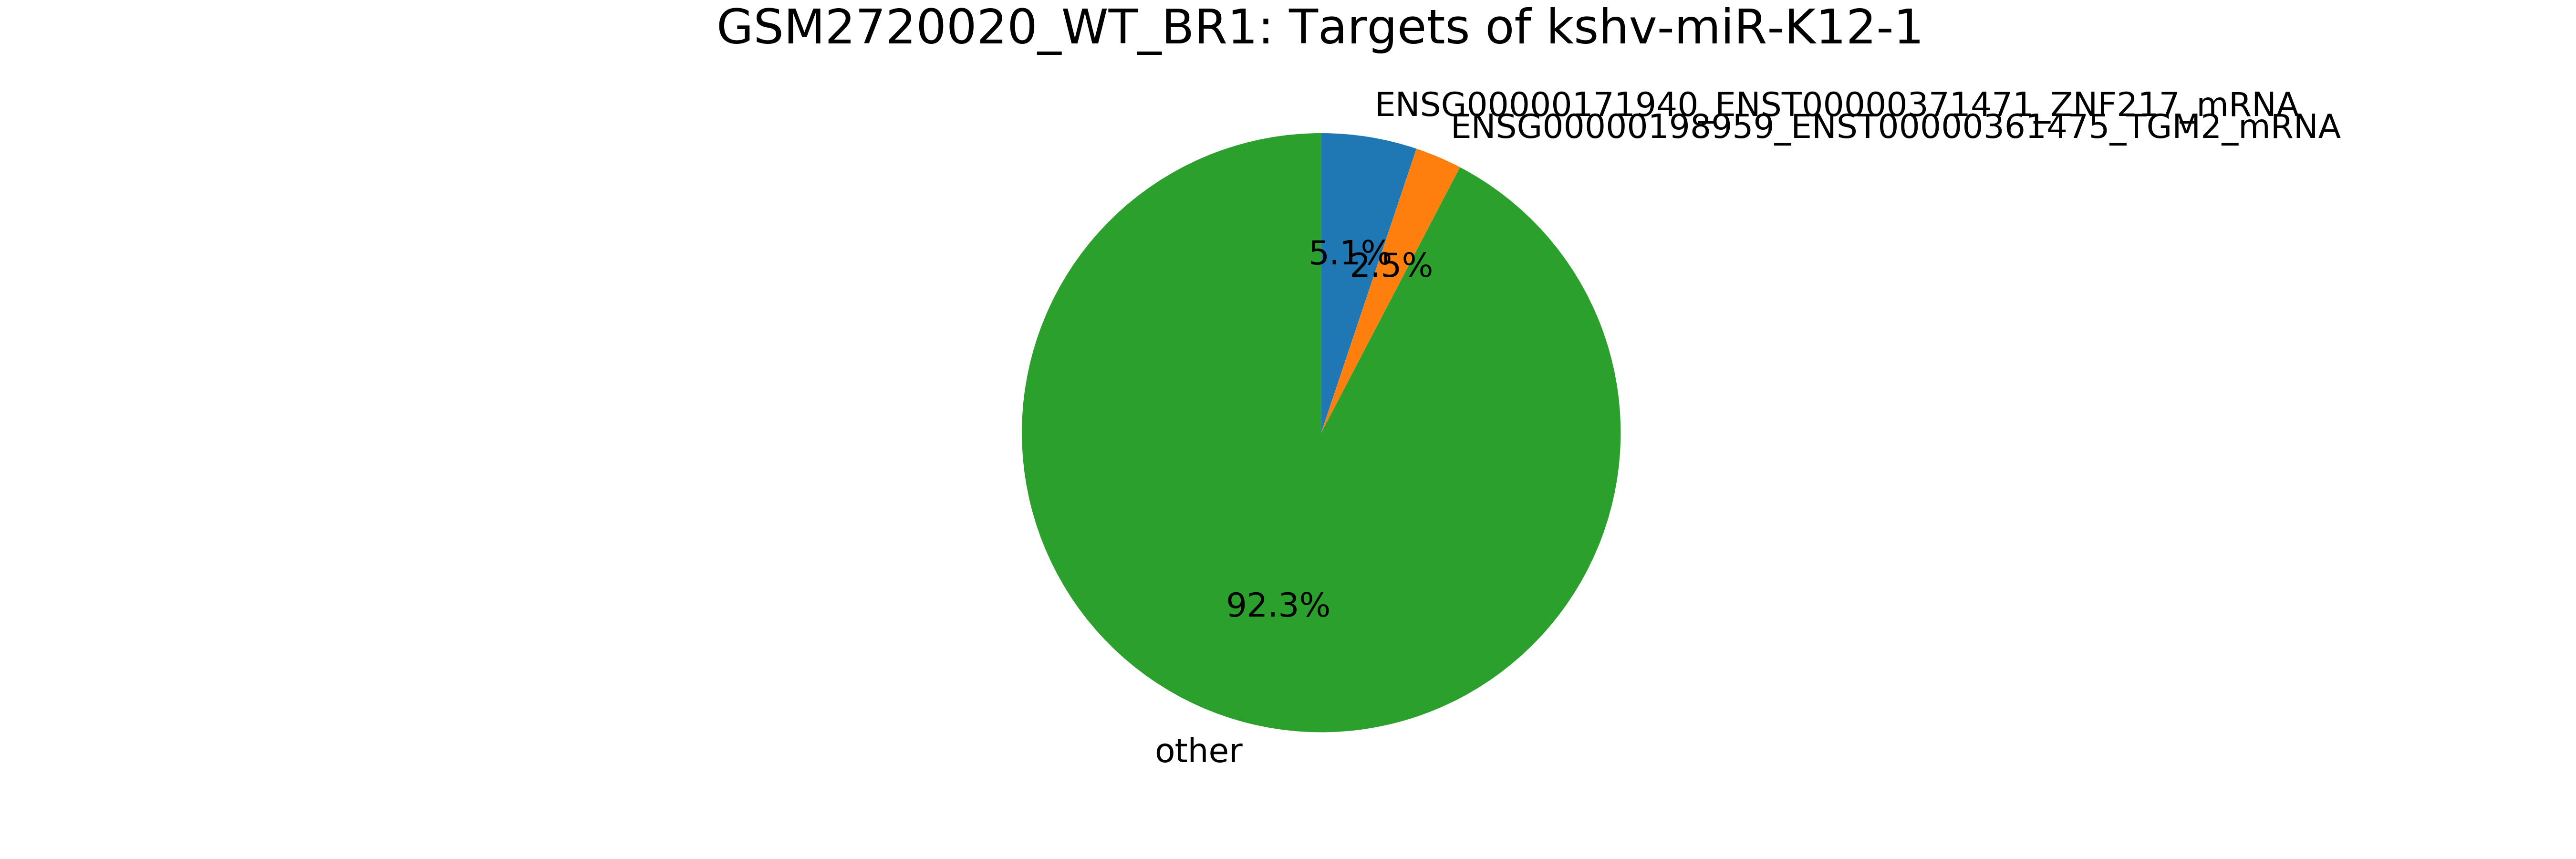 GSM2720020_WT_BR1: Targets of kshv-miR-K12-1
ENSG00000171940_ENST00000371471_ZNF217_mRNA
ENSG00000198959_ENST00000361475_TGM2_mRNA
5.1%
2.5%
92.3%
other